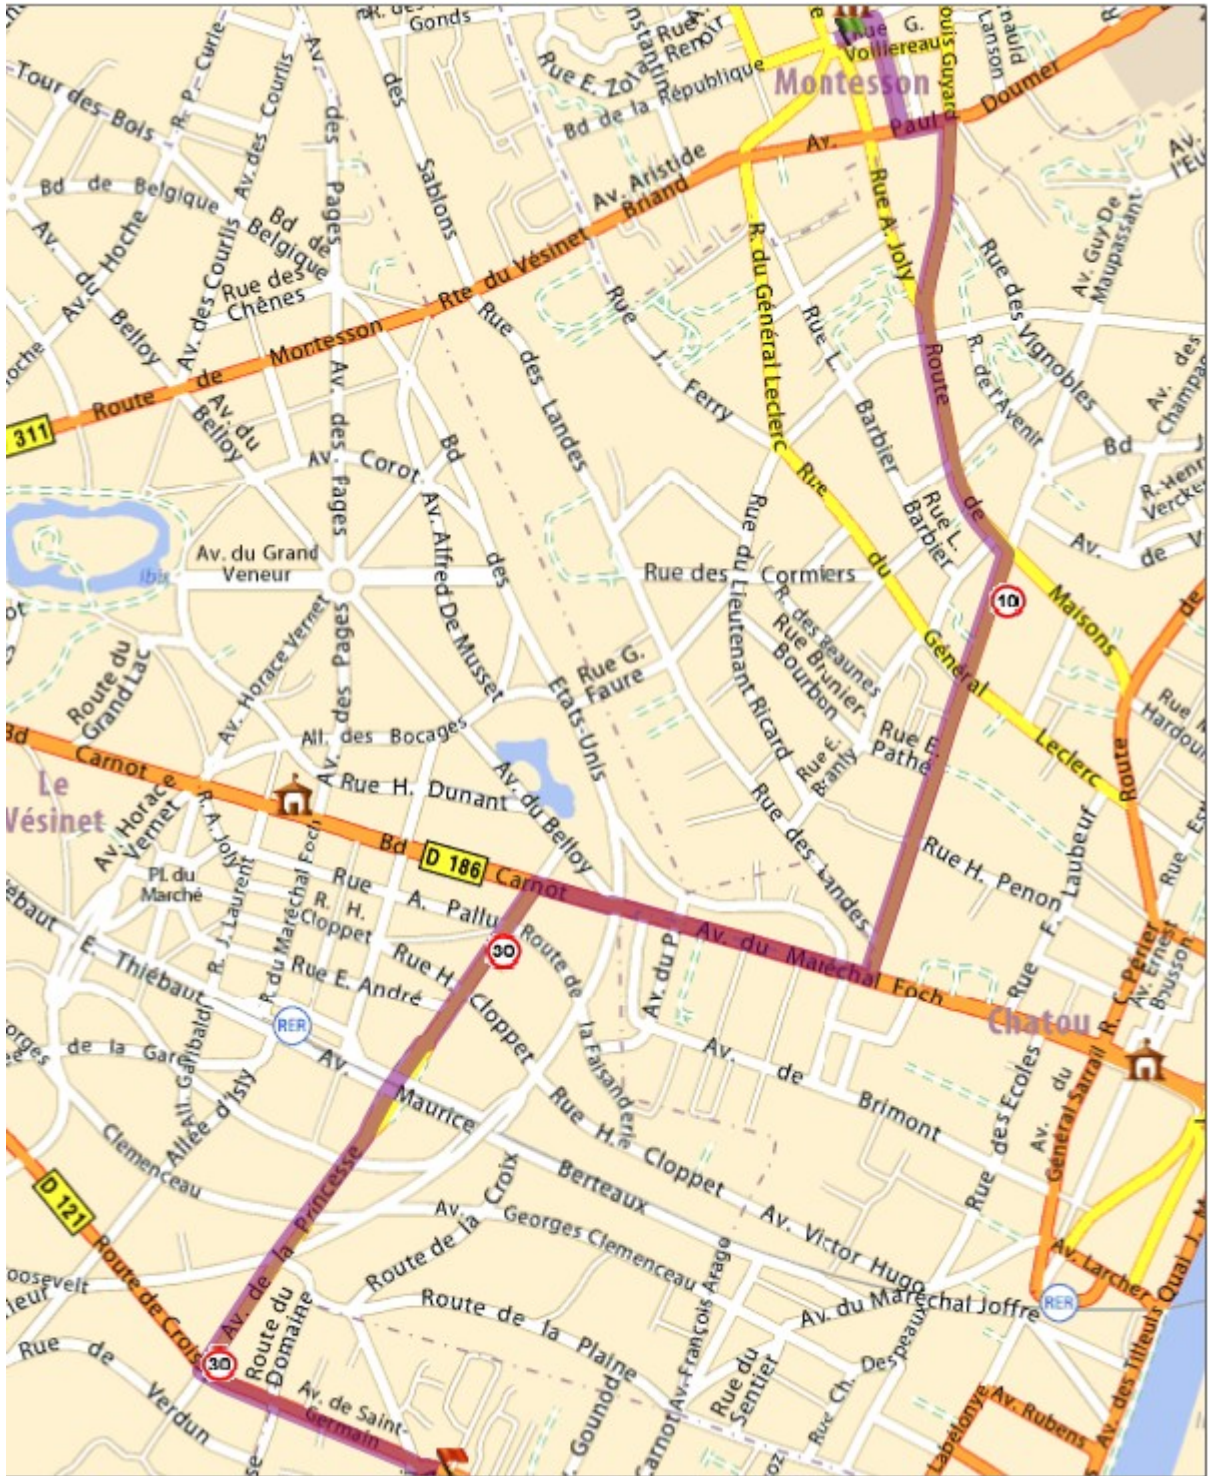 Gonds
Rue
Renoir
Rue E. Zola
Bd de la République
Rue G.
Voillereau
Montesson
Louis Guyard
Lanson
Av. Paul Doumer
Tour des Bois
R. P. Curie
Av. des Courlis
Av. des Pages
des Sablons
Av. Aristide
Briand
Bd de Belgique
Bd de
Belgique
Av. du Hoche
Av. du Belloy
Av. des Courlis
Rue des
Chênes
Rte du Vésinet
Route de Montesson
311
Rue A. Joly
R. du Général Leclerc
Rue L. Barbier
Rue des Vignobles
Av. Guy De
Maupassant
R. de l'Avenir
Av. des
Route de Maisons
Rue J. Ferry
Rue des Landes
Av. du
Belloy
Av. Corot
Av. des Pages
Bd des Etats-Unis
Av. Alfred De Musset
Av. du Grand
Veneur
Ibis
Rue L.
Barbier
Bd
Av. de
Rue des Cormiers
Rue du Lieutenant Ricard
R. des Beaunes
Rue Brunier-
Bourbon
Rue du Général Leclerc
10
Rue G.
Faure
Rue E.
Pathé
Rue E.
Branly
Route du
Grand Lac
Av. Horace Vernet
Av. des Pages
All. des Bocages
Rue H. Dunant
Av. du Belloy
Bd Carnot
Le
Vésinet
Av. Horace
Vernet
R. A. Joly
Bd Carnot
D 186
Pl. du
Marché
Rue A. Pallu
R. H.
Cloppet
R. J. Laurent
R. du Maréchal Foch
Rue E. André
Rue H. Cloppet
30
Route de la Faisanderie
Av. du P.
Av. du Maréchal Foch
Rue des Landes
Rue H. Penon
Rue F. Laubeuf
Route de
R. C. Périer
Av. Ernest
Bousson
Chatou
E. Thiébaut
RER
Av. Maurice Berteaux
de la Gare
All. Garibaldi
Allée d'Isly
Clemenceau
Av. de Brimont
Rue des Ecoles
Av. du
Général Sarrail
Rue H. Cloppet
Av. Victor Hugo
Av. Georges Clemenceau
Route de la Croix
Av. de la Princesse
D 121
Route de Crois
Route du
Domaine
Route de la Plaine
Av. François Arago
Av. du Maréchal Joffre
RER
Av. Larcher
Quai J. M
Rue de Verdun
30
Av. de Saint-
Germain
Gounod
Carnot
Rue du
Sentier
Rue Ch. Despeaux
Labélonye
Av. Rubens
Av. des Tilleuls